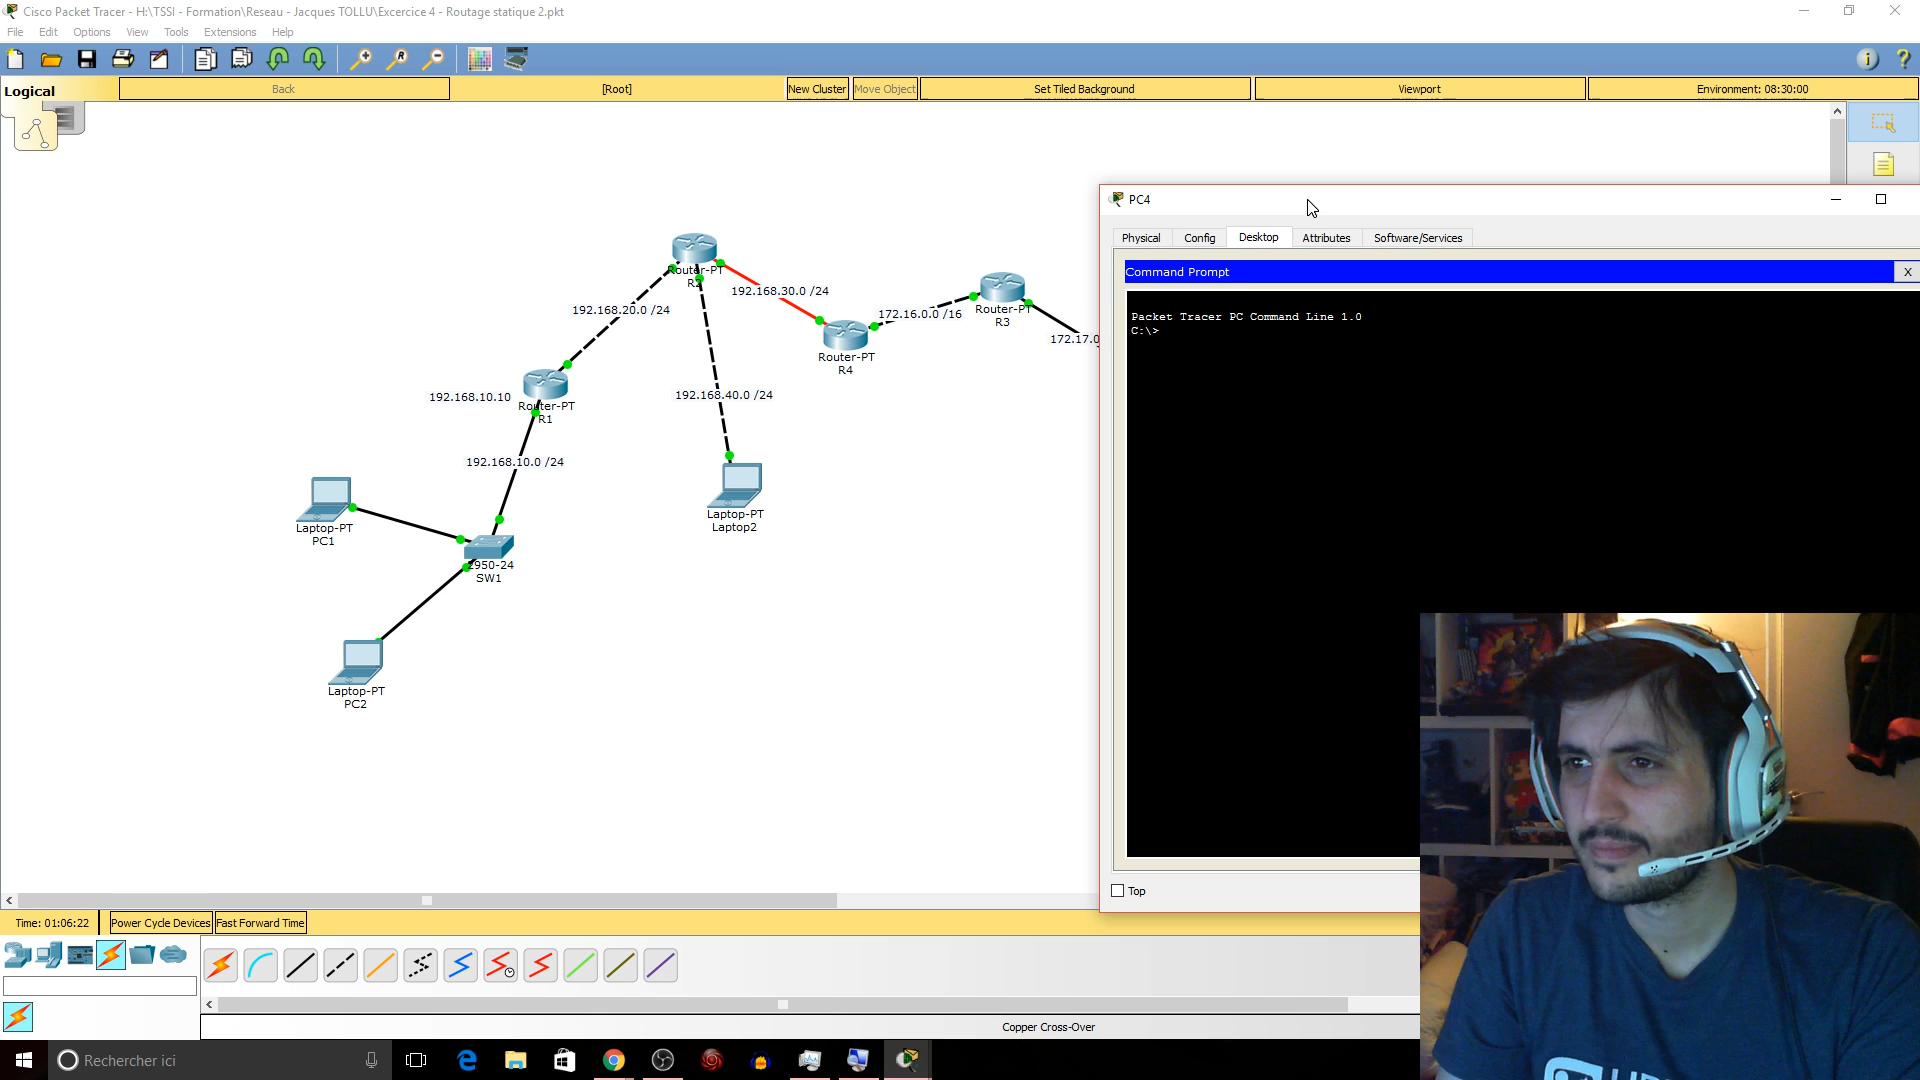 Cisco Packet Tracer - H:\TSSI - Formation\Reseau - Jacques TOLLU\Excercice 4 - Routage statique 2.pkt
File Edit Options View Tools Extensions Help
Logical
Back
[Root]
New Cluster
Move Object
Set Tiled Background
Viewport
Environment: 08:30:00
PC4
Physical Config Desktop Attributes Software/Services
Command Prompt
X
Packet Tracer PC Command Line 1.0
C:\>
Top
Router-PT
R2
192.168.30.0 /24
192.168.20.0 /24
172.16.0.0 /16
Router-PT
R3
172.17.0
Router-PT
R4
192.168.10.10
Router-PT
R1
192.168.40.0 /24
192.168.10.0 /24
Laptop-PT
PC1
Laptop-PT
Laptop2
2950-24
SW1
Laptop-PT
PC2
Time: 01:06:22
Power Cycle Devices
Fast Forward Time
Copper Cross-Over
Rechercher ici